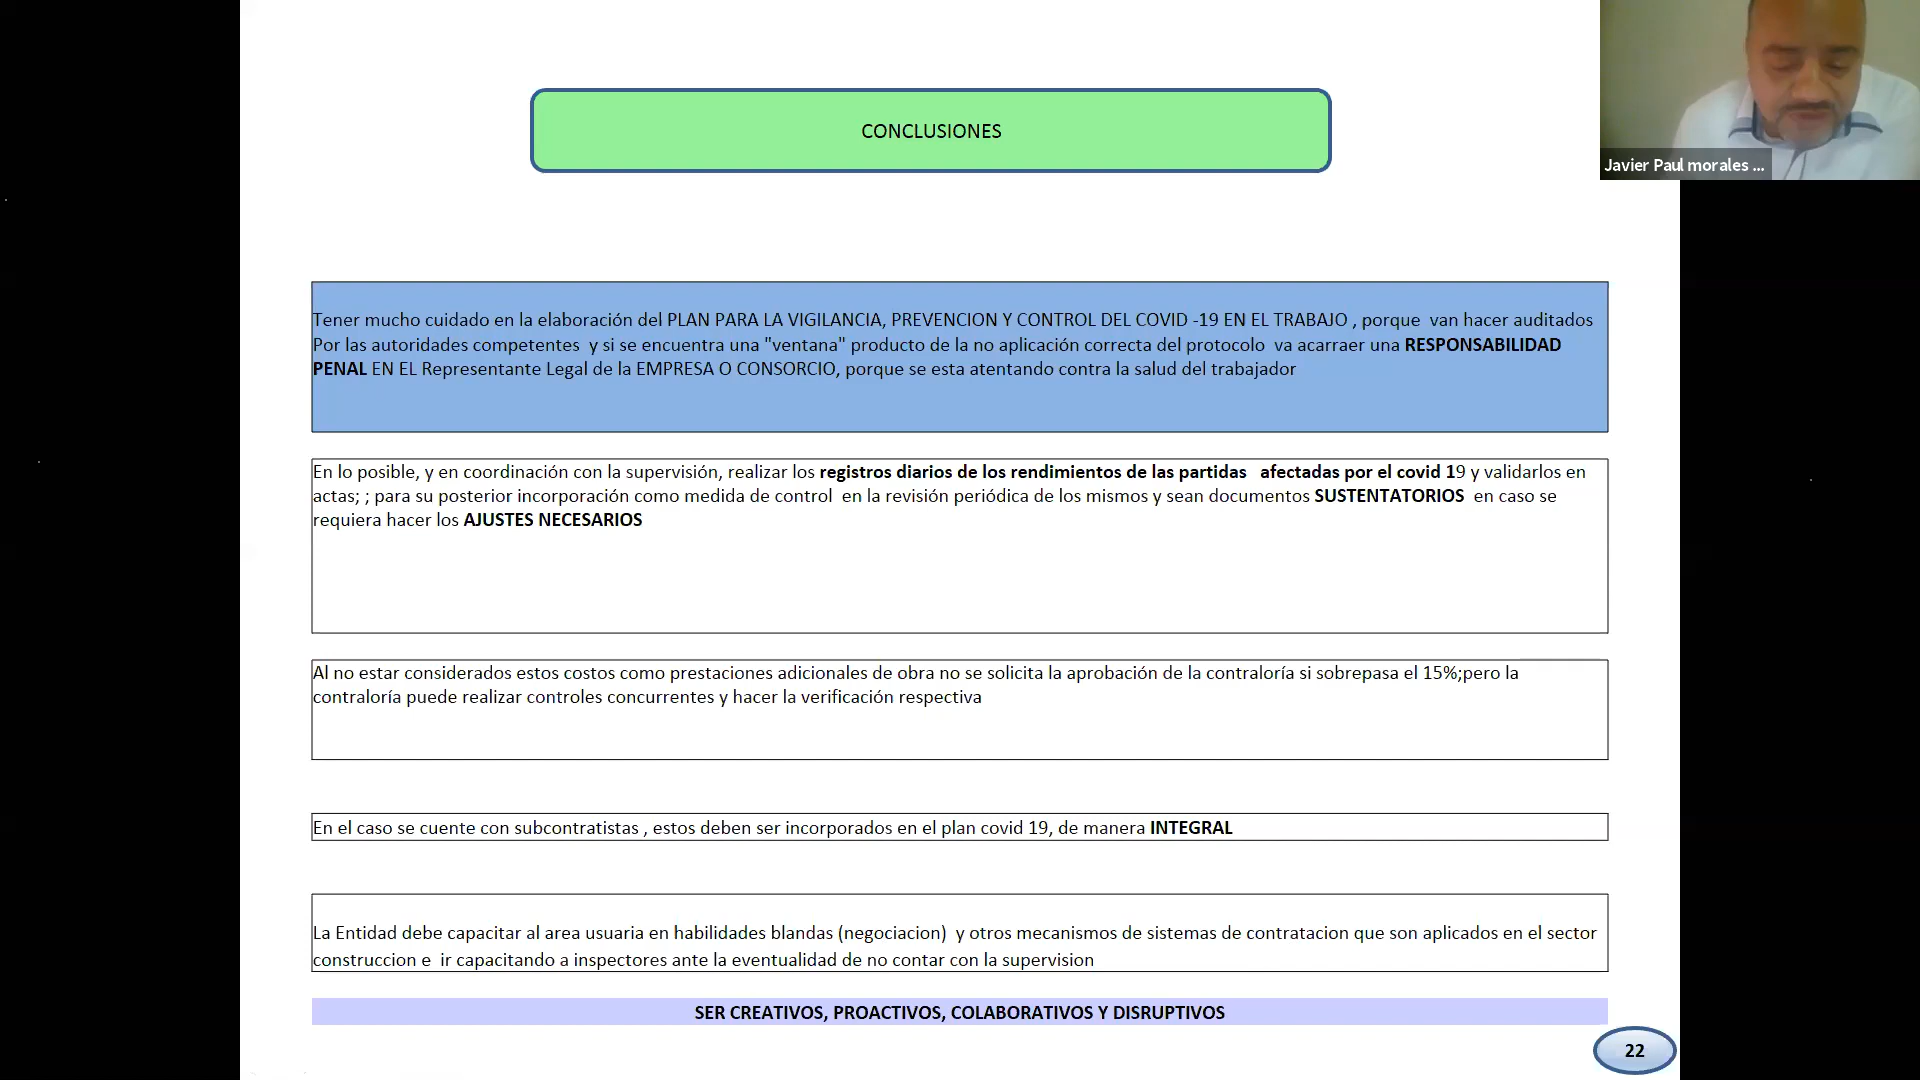 CONCLUSIONES
Javier Paul morales ...
Tener mucho cuidado en la elaboración del PLAN PARA LA VIGILANCIA, PREVENCION Y CONTROL DEL COVID -19 EN EL TRABAJO , porque van hacer auditados
Por las autoridades competentes y si se encuentra una "ventana" producto de la no aplicación correcta del protocolo va acarraer una RESPONSABILIDAD
PENAL EN EL Representante Legal de la EMPRESA O CONSORCIO, porque se esta atentando contra la salud del trabajador
En lo posible, y en coordinación con la supervisión, realizar los registros diarios de los rendimientos de las partidas afectadas por el covid 19 y validarlos en
actas; ; para su posterior incorporación como medida de control en la revisión periódica de los mismos y sean documentos SUSTENTATORIOS en caso se
requiera hacer los AJUSTES NECESARIOS
Al no estar considerados estos costos como prestaciones adicionales de obra no se solicita la aprobación de la contraloría si sobrepasa el 15%;pero la
contraloría puede realizar controles concurrentes y hacer la verificación respectiva
En el caso se cuente con subcontratistas , estos deben ser incorporados en el plan covid 19, de manera INTEGRAL
La Entidad debe capacitar al area usuaria en habilidades blandas (negociacion) y otros mecanismos de sistemas de contratacion que son aplicados en el sector
construccion e ir capacitando a inspectores ante la eventualidad de no contar con la supervision
SER CREATIVOS, PROACTIVOS, COLABORATIVOS Y DISRUPTIVOS
22